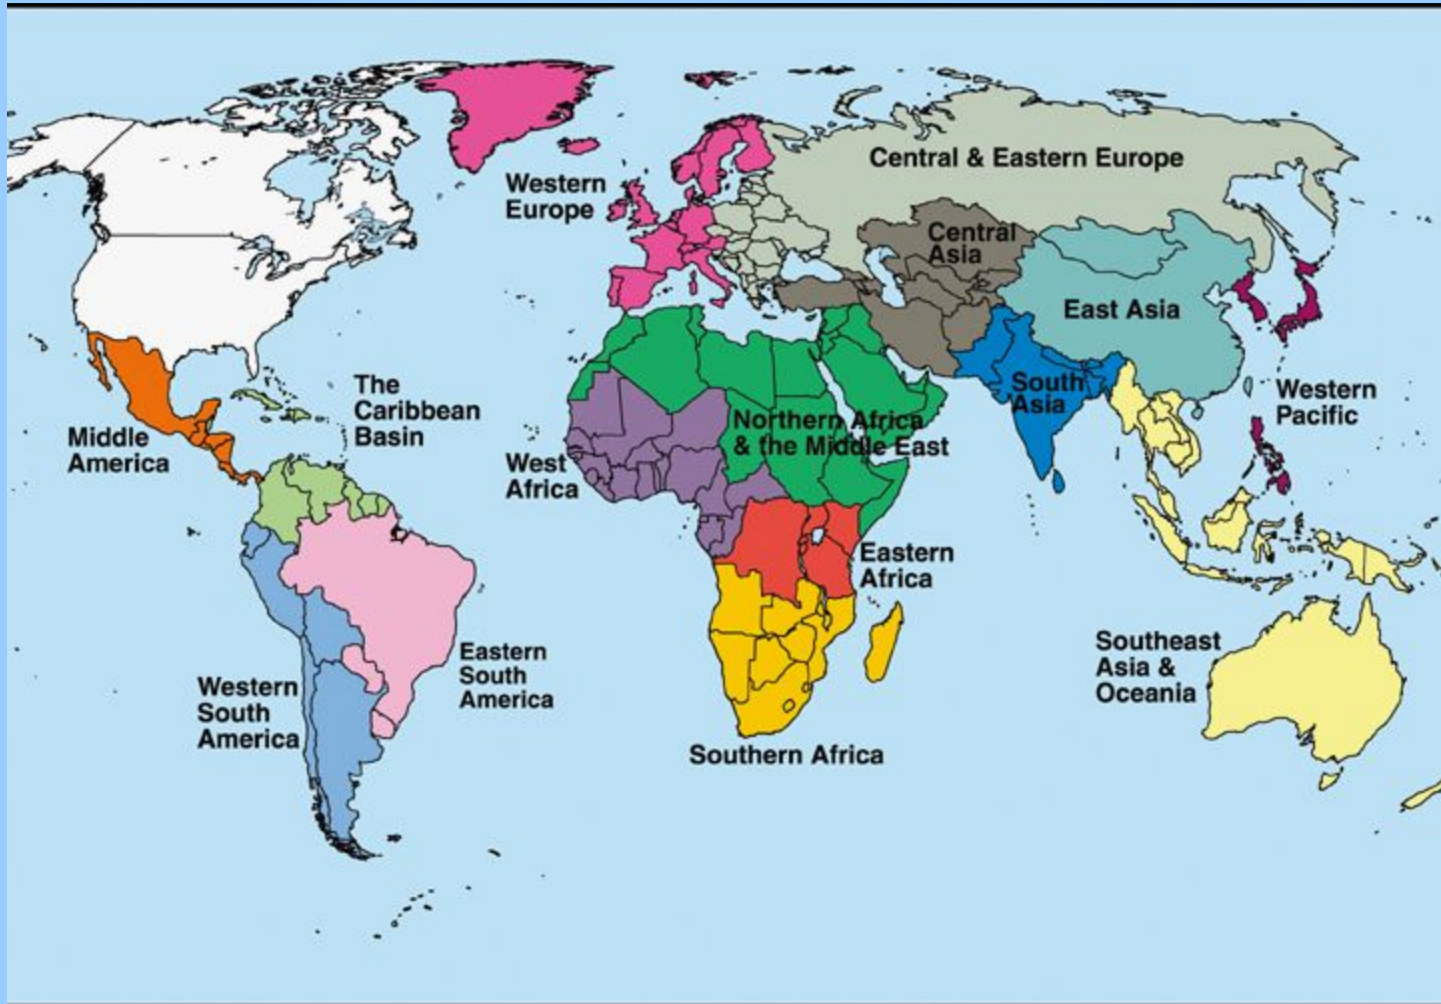 Central & Eastern Europe
Western
Europe
Central
Asia
East Asia
The
Caribbean
Basin
South
Asia
Western
Pacific
Middle
America
Northern Africa
& the Middle East
West
Africa
Eastern
Africa
Southeast
Asia &
Oceania
Eastern
South
America
Western
South
America
Southern Africa